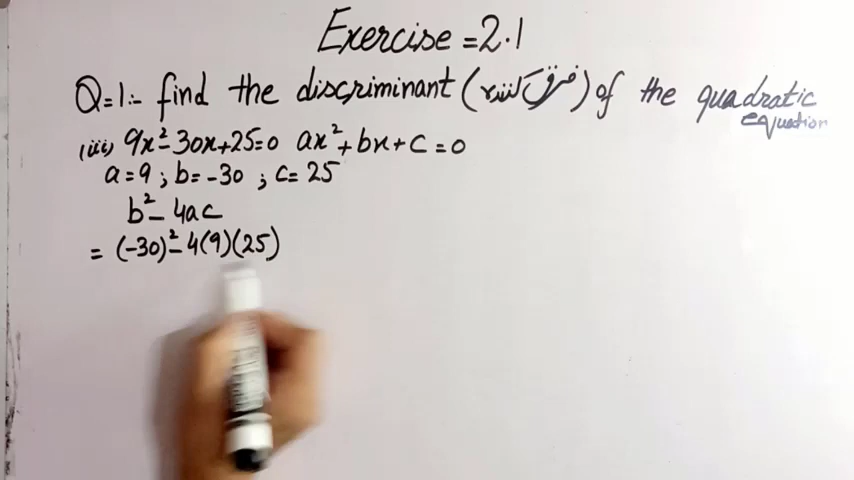 Exercise = 2.1
Q=1:- find the discriminant (فرق کنندہ) of the quadratic equation
(iii) 9x²-30x+25=0 ax²+bx+c=0
a=9 ; b=-30 ; c=25
b²-4ac
= (-30)²-4(9)(25)